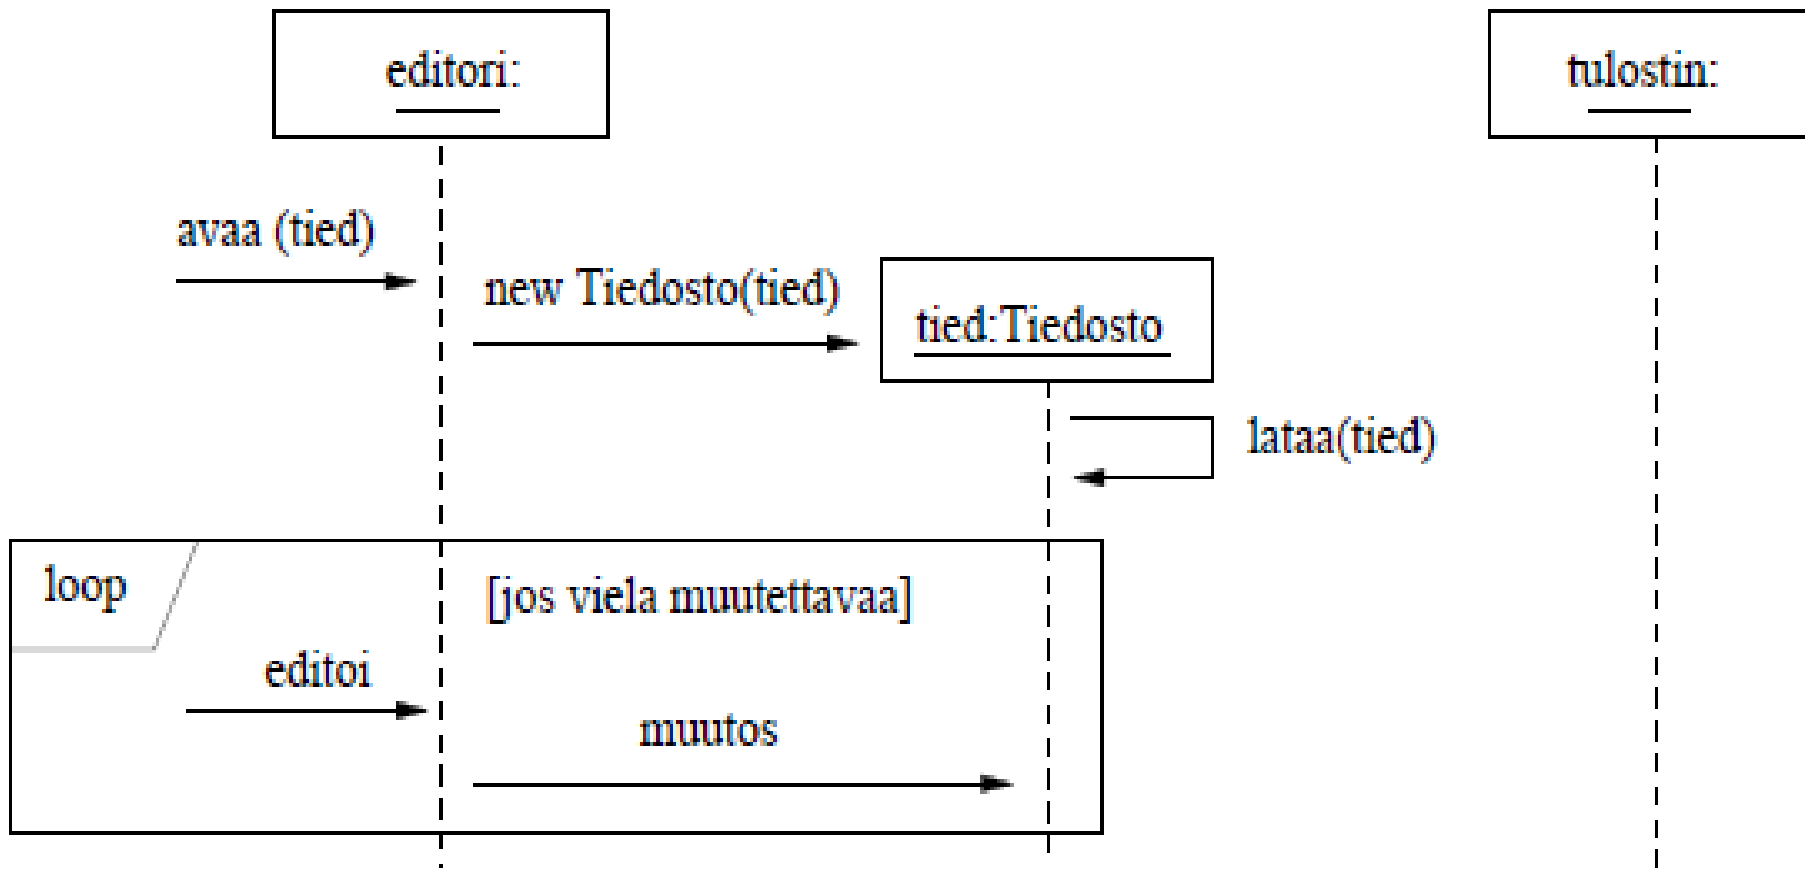 editori:
tulostin:
avaa (tied)
new Tiedosto(tied)
tied:Tiedosto
lataa(tied)
loop
[jos viela muutettavaa]
editoi
muutos